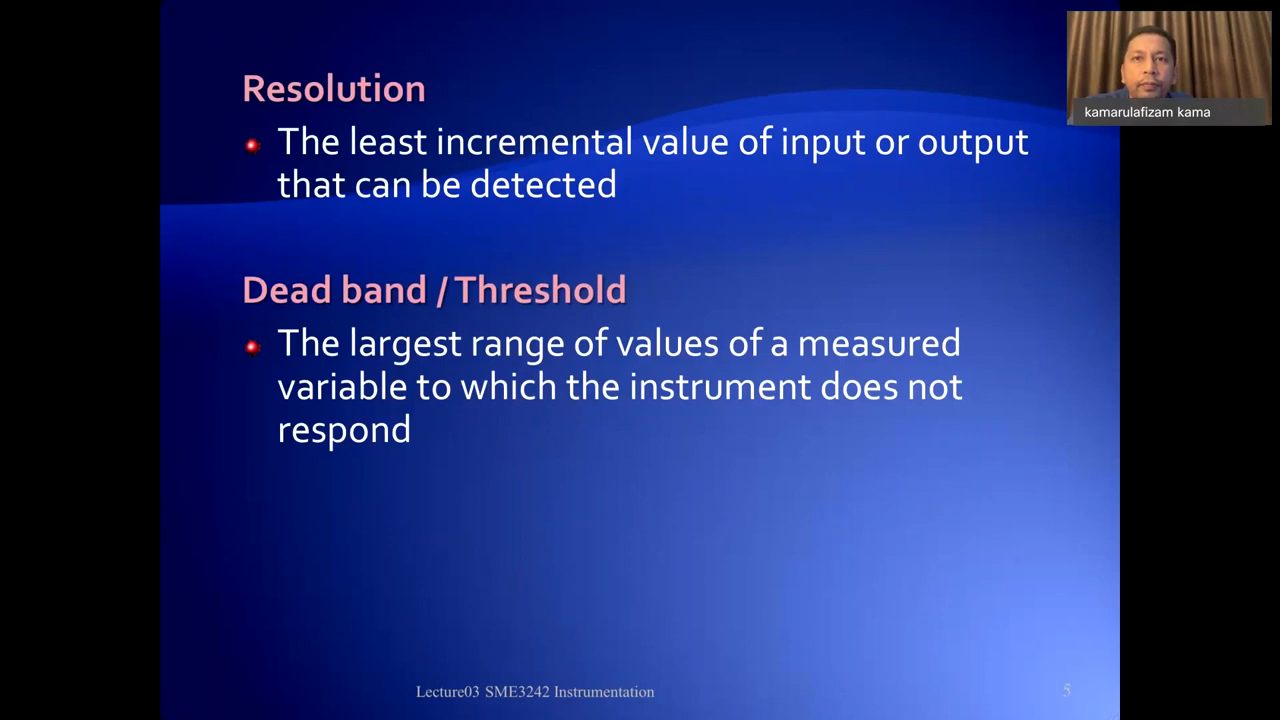 Resolution
The least incremental value of input or output
that can be detected
Dead band / Threshold
The largest range of values of a measured
variable to which the instrument does not
respond
Lecture03 SME3242 Instrumentation
5
kamarulafizam kama